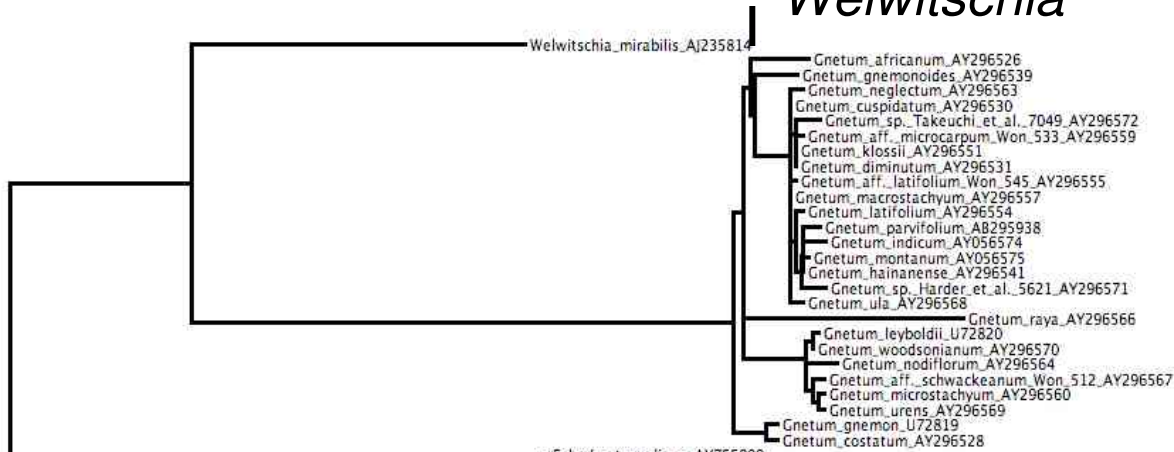 Welwitschia
Welwitschia_mirabilis_AJ235814
Gnetum_africanum_AY296526
Gnetum_gnemonoides_AY296539
Gnetum_neglectum_AY296563
Gnetum_cuspidatum_AY296530
Gnetum_sp._Takeuchi_et_al._7049_AY296572
Gnetum_aff._microcarpum_Won_533_AY296559
Gnetum_klossii_AY296551
Gnetum_diminutum_AY296531
Gnetum_aff._latifolium_Won_545_AY296555
Gnetum_macrostachyum_AY296557
Gnetum_latifolium_AY296554
Gnetum_parvifolium_AB295938
Gnetum_indicum_AY056574
Gnetum_montanum_AY056575
Gnetum_hainanense_AY296541
Gnetum_sp._Harder_et_al._5621_AY296571
Gnetum_ula_AY296568
Gnetum_raya_AY296566
Gnetum_leyboldii_U72820
Gnetum_woodsonianum_AY296570
Gnetum_nodiflorum_AY296564
Gnetum_aff._schwackeanum_Won_512_AY296567
Gnetum_microstachyum_AY296560
Gnetum_urens_AY296569
Gnetum_gnemon_U72819
Gnetum_costatum_AY296528